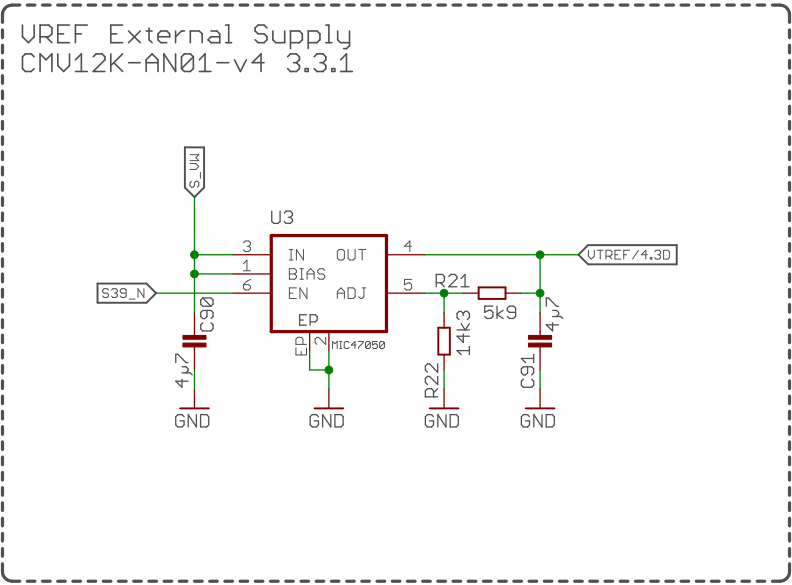 VREF External Supply
CMV12K-AN01-v4 3.3.1
S_VW
U3
3
IN
OUT
4
VTREF/4.3D
1
BIAS
S39_N
6
EN
ADJ
5
R21
5k9
EP
C90
4µ7
EP
2
MIC47050
14k3
R22
4µ7
C91
GND
GND
GND
GND